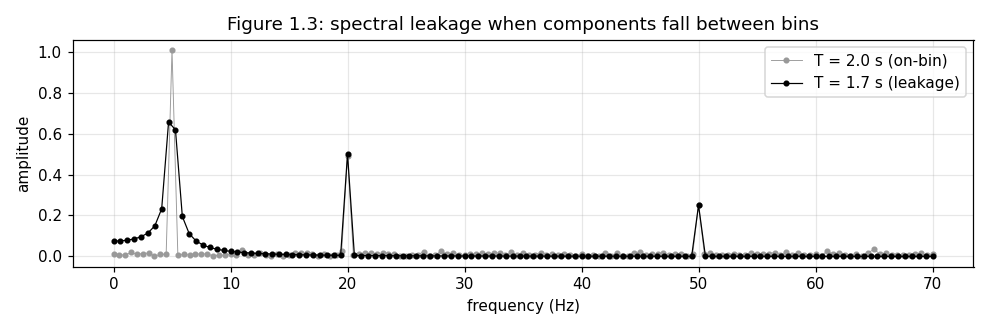 Figure 1.3: spectral leakage when components fall between bins
T = 2.0 s (on-bin)
T = 1.7 s (leakage)
amplitude
1.0
0.8
0.6
0.4
0.2
0.0
0 10 20 30 40 50 60 70
frequency (Hz)